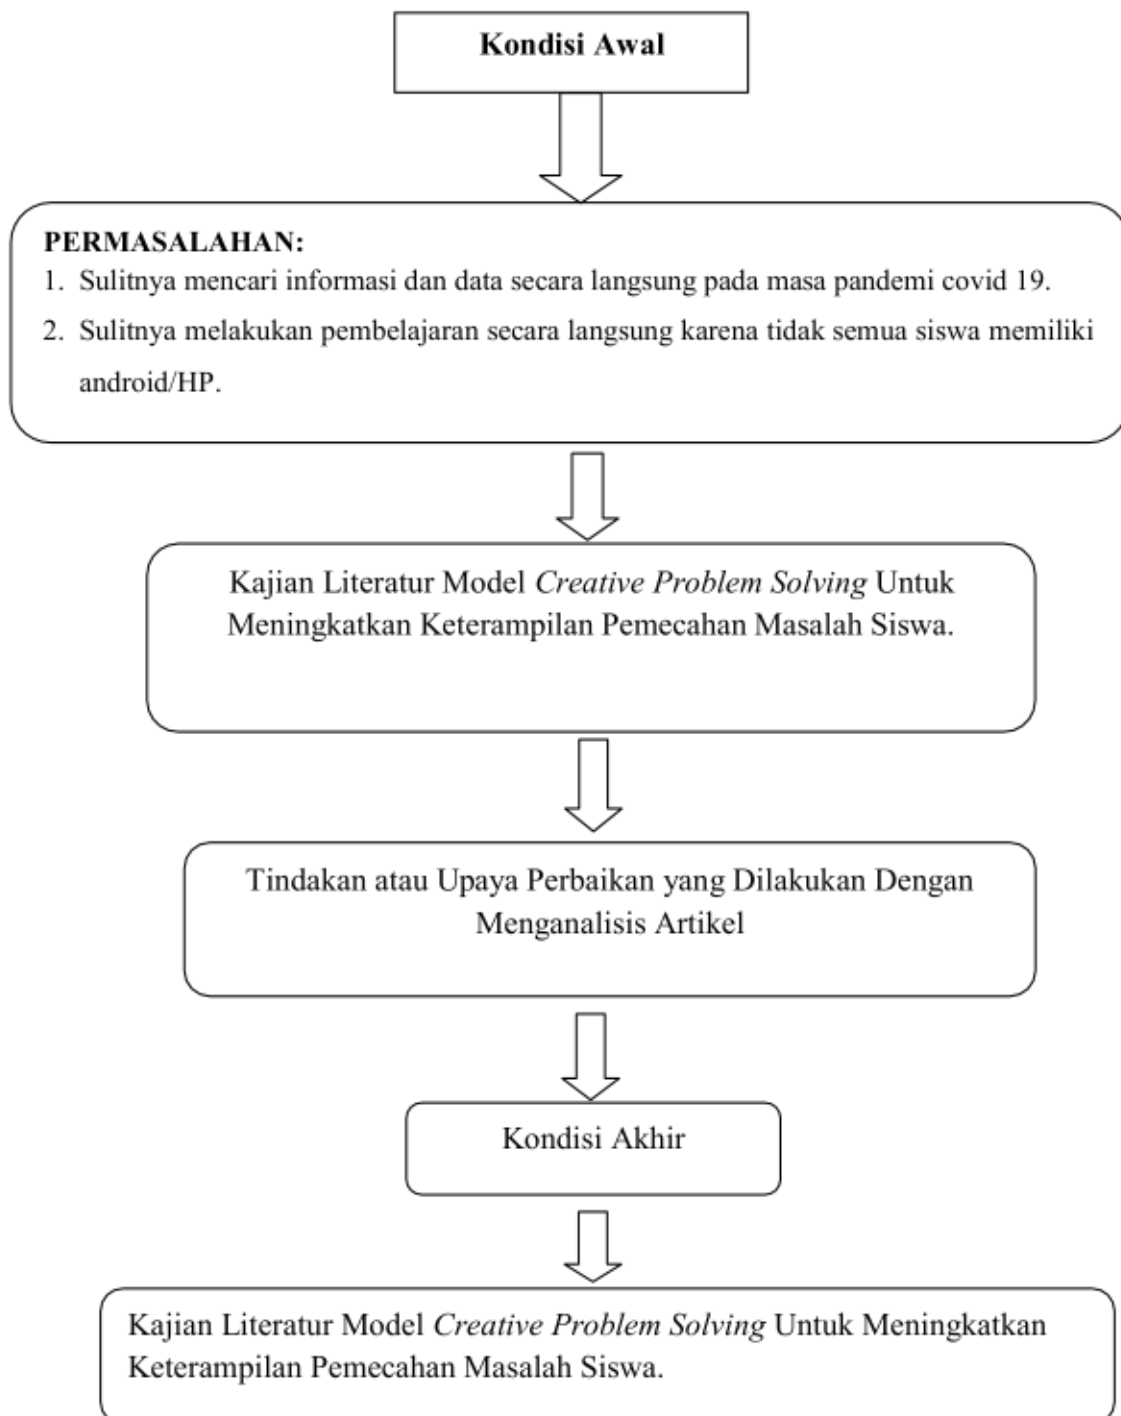 Kondisi Awal
PERMASALAHAN:
1. Sulitnya mencari informasi dan data secara langsung pada masa pandemi covid 19.
2. Sulitnya melakukan pembelajaran secara langsung karena tidak semua siswa memiliki
android/HP.
Kajian Literatur Model Creative Problem Solving Untuk
Meningkatkan Keterampilan Pemecahan Masalah Siswa.
Tindakan atau Upaya Perbaikan yang Dilakukan Dengan
Menganalisis Artikel
Kondisi Akhir
Kajian Literatur Model Creative Problem Solving Untuk Meningkatkan
Keterampilan Pemecahan Masalah Siswa.